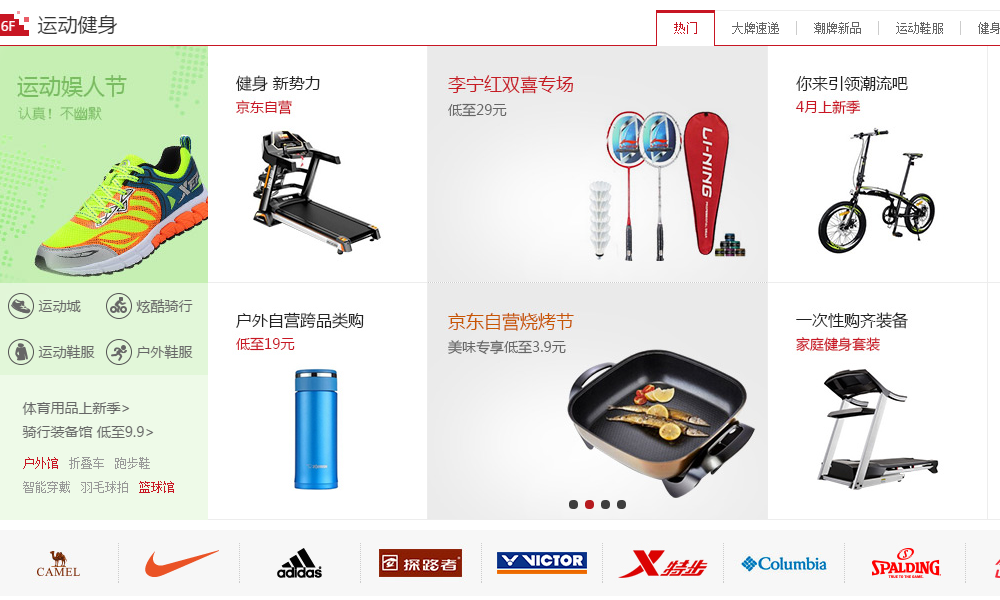 6F 运动健身
热门 大牌速递 潮牌新品 运动鞋服 健身
运动娱人节
认真！不幽默
健身 新势力
京东自营
李宁红双喜专场
低至29元
LI-NING
你来引领潮流吧
4月上新季
运动城 炫酷骑行
运动鞋服 户外鞋服
体育用品上新季>
骑行装备馆 低至9.9>
户外馆 折叠车 跑步鞋
智能穿戴 羽毛球拍 篮球馆
户外自营跨品类购
低至19元
京东自营烧烤节
美味专享低至3.9元
一次性购齐装备
家庭健身套装
CAMEL
adidas
探路者
VICTOR
X特步
Columbia
SPALDING
TRUE TO THE GAME.